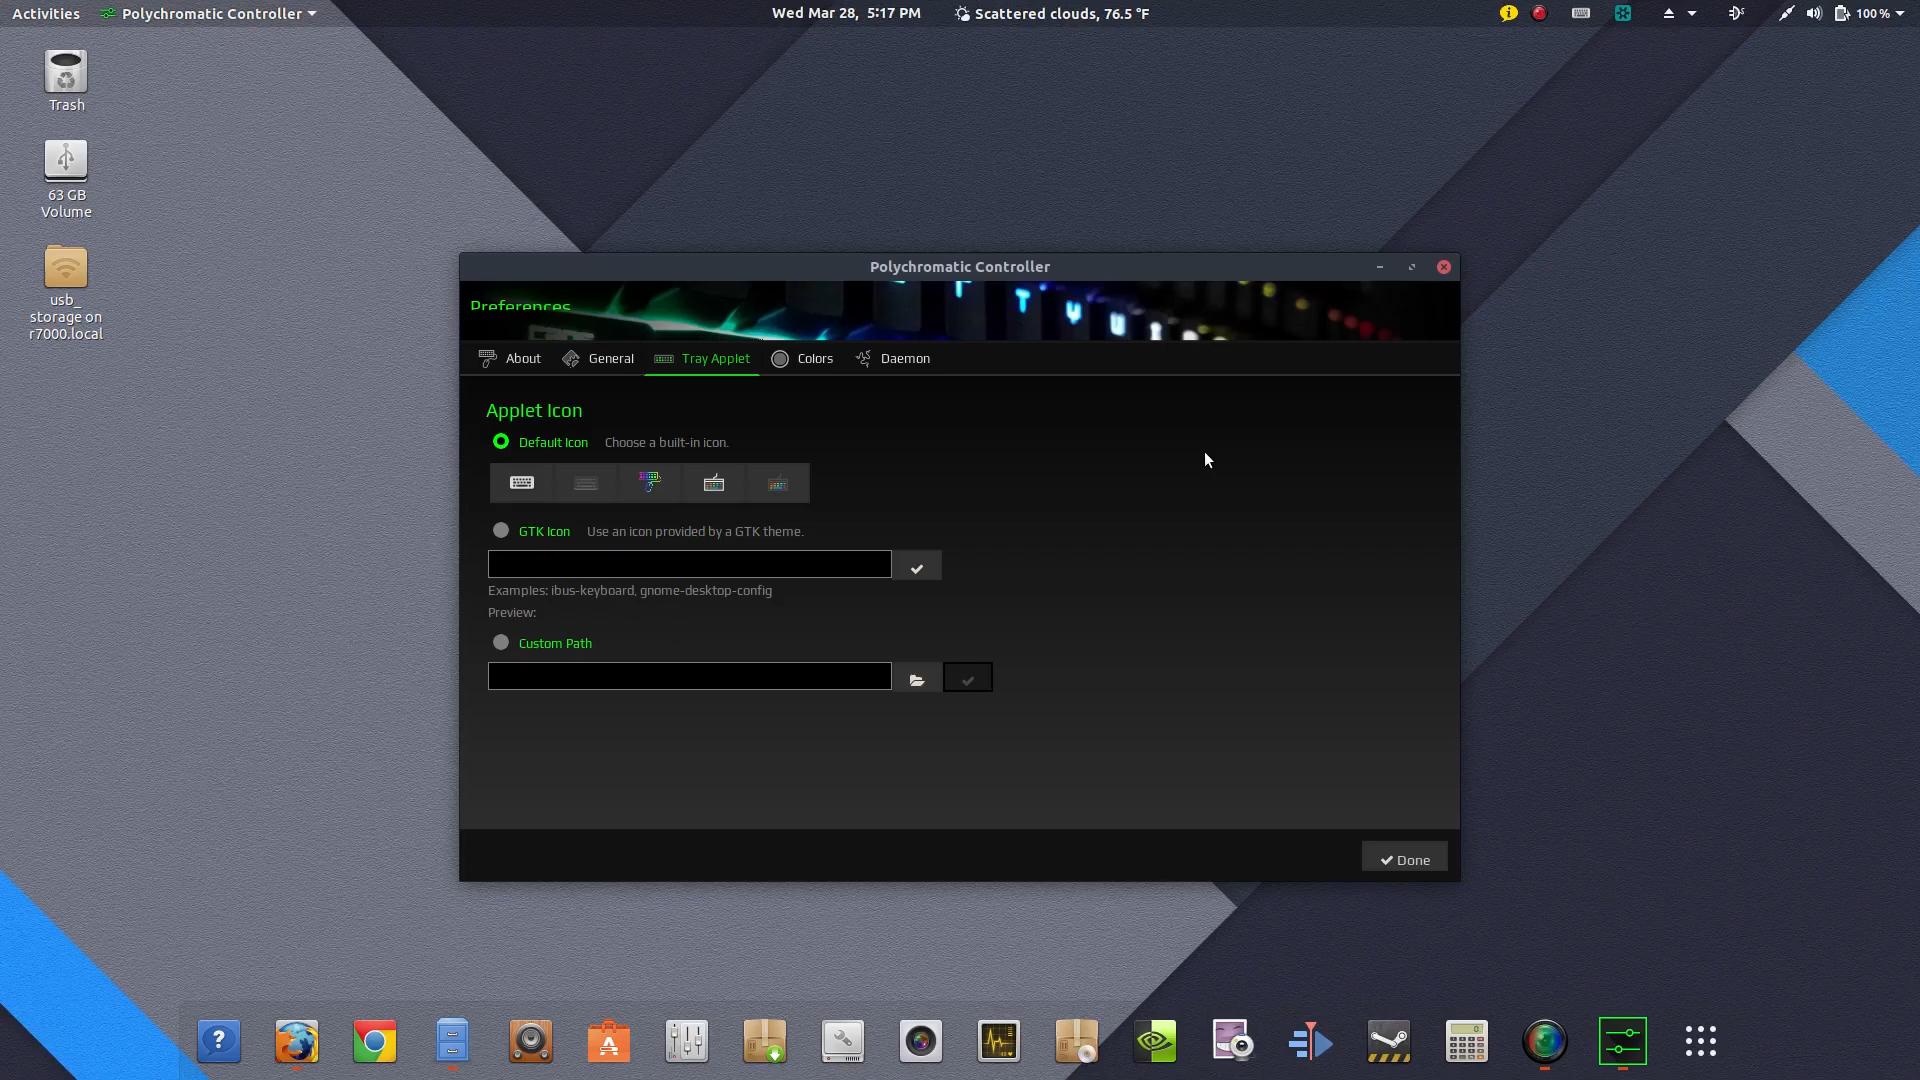 Activities
Polychromatic Controller
Wed Mar 28, 5:17 PM
Scattered clouds, 76.5 °F
100 %
Trash
63 GB
Volume
usb_
storage on
r7000.local
Polychromatic Controller
Preferences
T Y U I
About
General
Tray Applet
Colors
Daemon
Applet Icon
Default Icon
Choose a built-in icon.
GTK Icon
Use an icon provided by a GTK theme.
Examples: ibus-keyboard, gnome-desktop-config
Preview:
Custom Path
Done